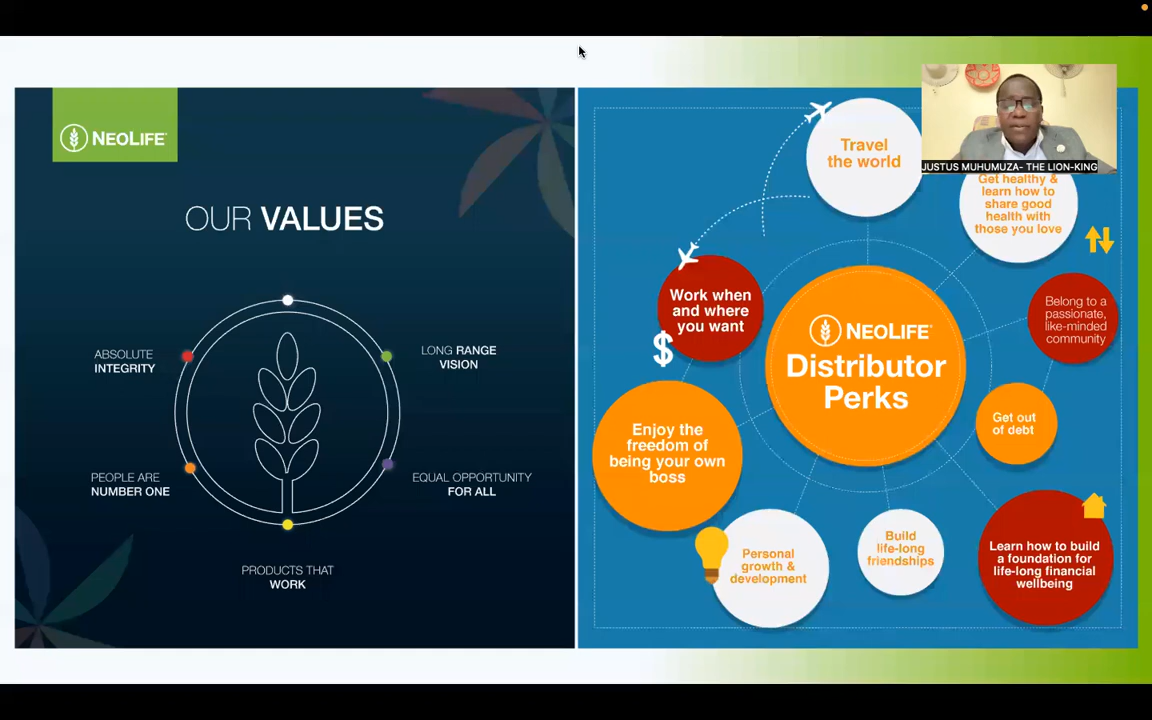 NEOLIFE
OUR VALUES
ABSOLUTE
INTEGRITY
LONG RANGE
VISION
PEOPLE ARE
NUMBER ONE
EQUAL OPPORTUNITY
FOR ALL
PRODUCTS THAT
WORK
Travel
the world
JUSTUS MUHUMUZA- THE LION-KING
Get healthy &
learn how to
share good
health with
those you love
Work when
and where
you want
$
Belong to a
passionate,
like-minded
community
NEOLIFE
Distributor
Perks
Get out
of debt
Enjoy the
freedom of
being your own
boss
Personal
growth &
development
Build
life-long
friendships
Learn how to build
a foundation for
life-long financial
wellbeing